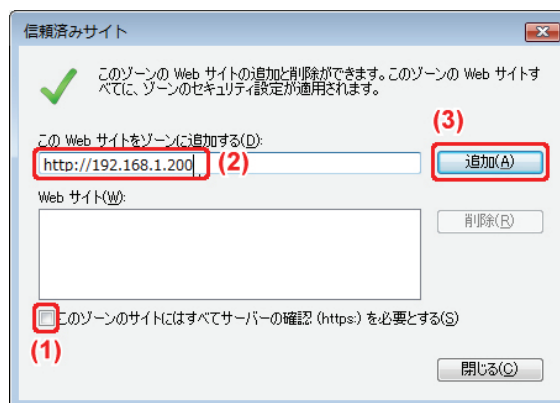 信頼済みサイト
このゾーンの Web サイトの追加と削除ができます。このゾーンの Web サイトす
べてに、ゾーンのセキュリティ設定が適用されます。
(3)
この Web サイトをゾーンに追加する(D):
http://192.168.1.200
(2)
追加(A)
Web サイト(W):
削除(R)
このゾーンのサイトにはすべてサーバーの確認 (https:) を必要とする(S)
(1)
閉じる(C)